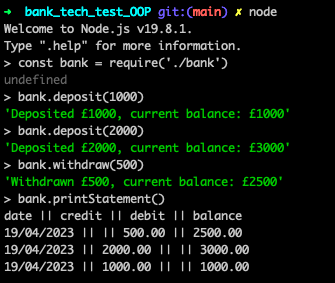 ➜ bank_tech_test_OOP git:(main) ✗ node
Welcome to Node.js v19.8.1.
Type ".help" for more information.
> const bank = require('./bank')
undefined
> bank.deposit(1000)
'Deposited £1000, current balance: £1000'
> bank.deposit(2000)
'Deposited £2000, current balance: £3000'
> bank.withdraw(500)
'Withdrawn £500, current balance: £2500'
> bank.printStatement()
date || credit || debit || balance
19/04/2023 || || 500.00 || 2500.00
19/04/2023 || 2000.00 || || 3000.00
19/04/2023 || 1000.00 || || 1000.00